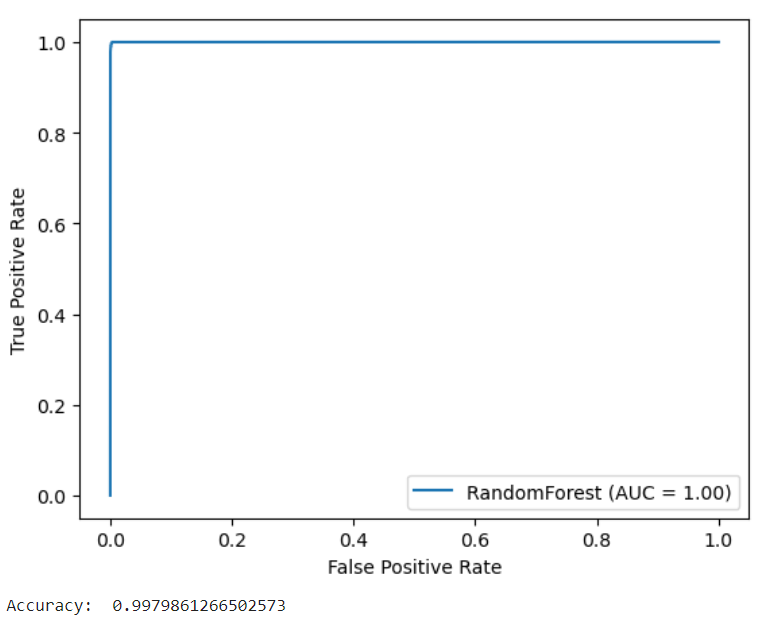 1.0
0.8
0.6
0.4
0.2
0.0
True Positive Rate
RandomForest (AUC = 1.00)
0.0 0.2 0.4 0.6 0.8 1.0
False Positive Rate
Accuracy: 0.9979861266502573